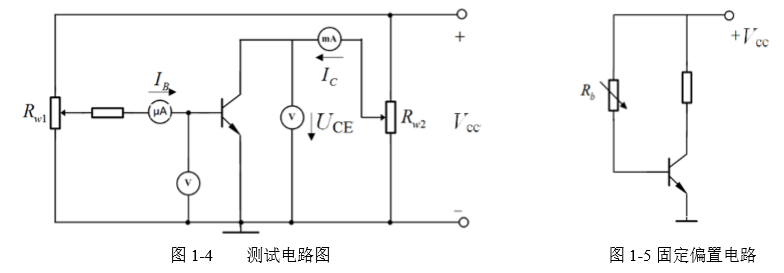 +
mA
I_B
I_C
R_w1
μA
V
U_CE
R_w2
V_cc
V
−
图 1-4 测试电路图
+V_cc
R_b
图 1-5 固定偏置电路